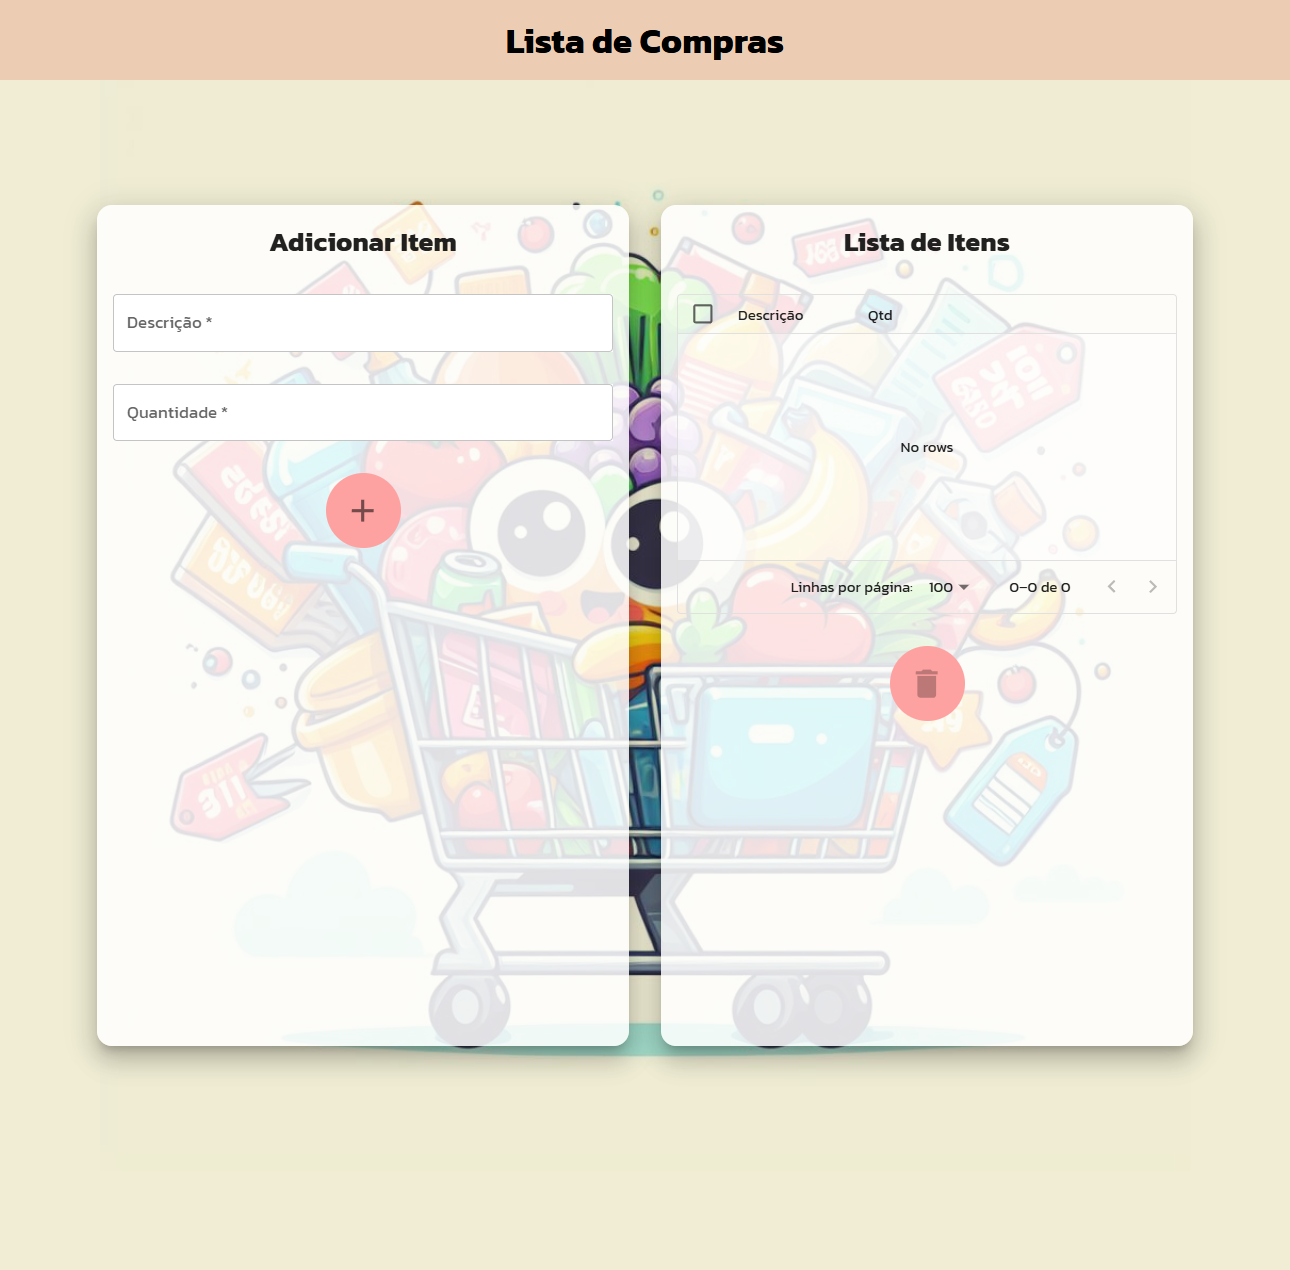 Lista de Compras
Adicionar Item
Descrição *
Quantidade *
Lista de Itens
Descrição Qtd
No rows
Linhas por página: 100 0–0 de 0